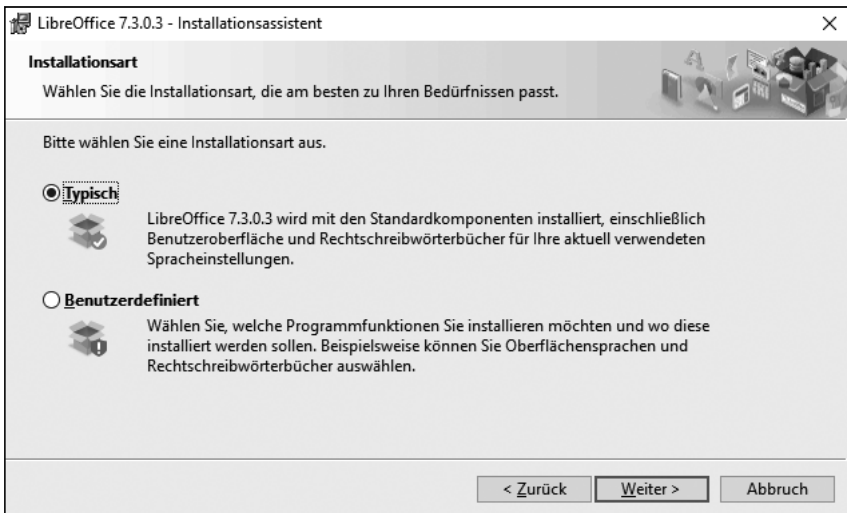 LibreOffice 7.3.0.3 - Installationsassistent
Installationsart
Wählen Sie die Installationsart, die am besten zu Ihren Bedürfnissen passt.
Bitte wählen Sie eine Installationsart aus.
Typisch
LibreOffice 7.3.0.3 wird mit den Standardkomponenten installiert, einschließlich
Benutzeroberfläche und Rechtschreibwörterbücher für Ihre aktuell verwendeten
Spracheinstellungen.
Benutzerdefiniert
Wählen Sie, welche Programmfunktionen Sie installieren möchten und wo diese
installiert werden sollen. Beispielsweise können Sie Oberflächensprachen und
Rechtschreibwörterbücher auswählen.
< Zurück Weiter > Abbruch